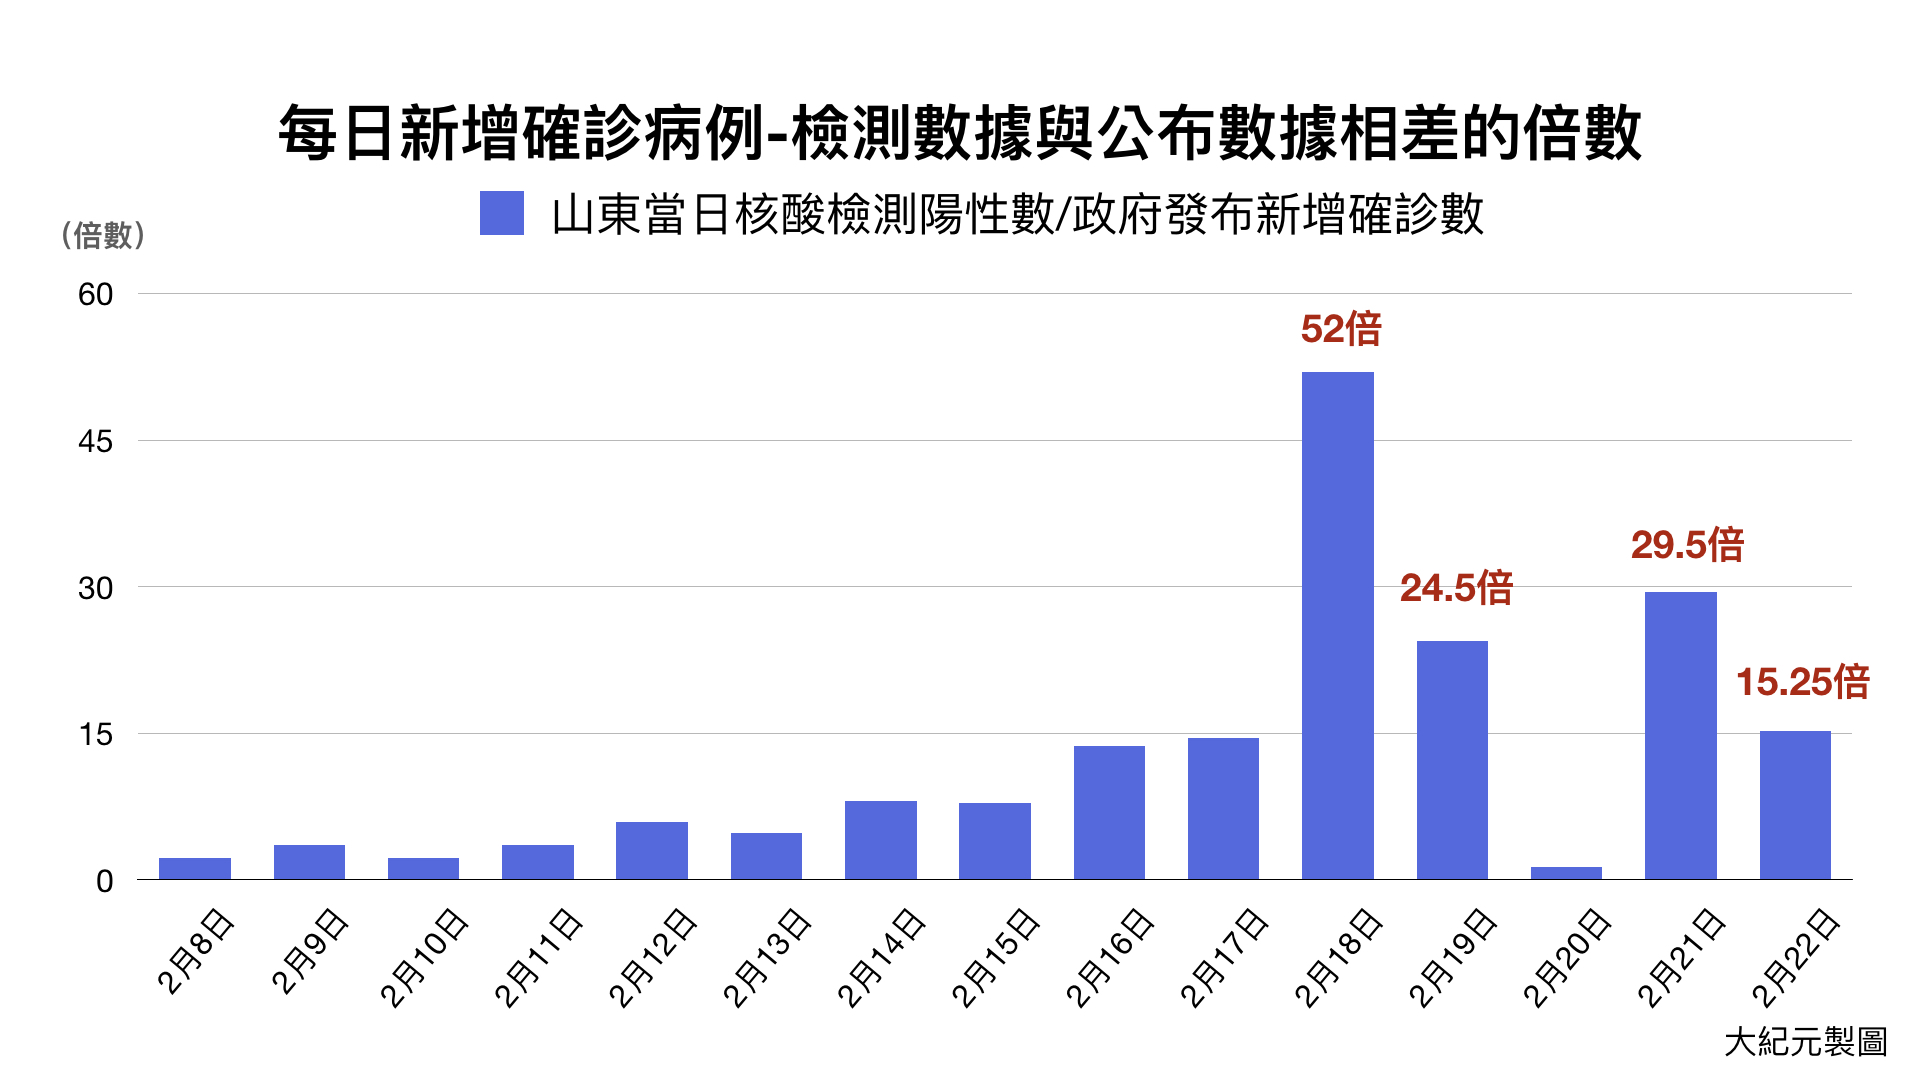 每日新增確診病例-檢測數據與公布數據相差的倍數
山東當日核酸檢測陽性數/政府發布新增確診數
（倍數）
60
45
30
15
0
52倍
24.5倍
29.5倍
15.25倍
2月8日
2月9日
2月10日
2月11日
2月12日
2月13日
2月14日
2月15日
2月16日
2月17日
2月18日
2月19日
2月20日
2月21日
2月22日
大紀元製圖